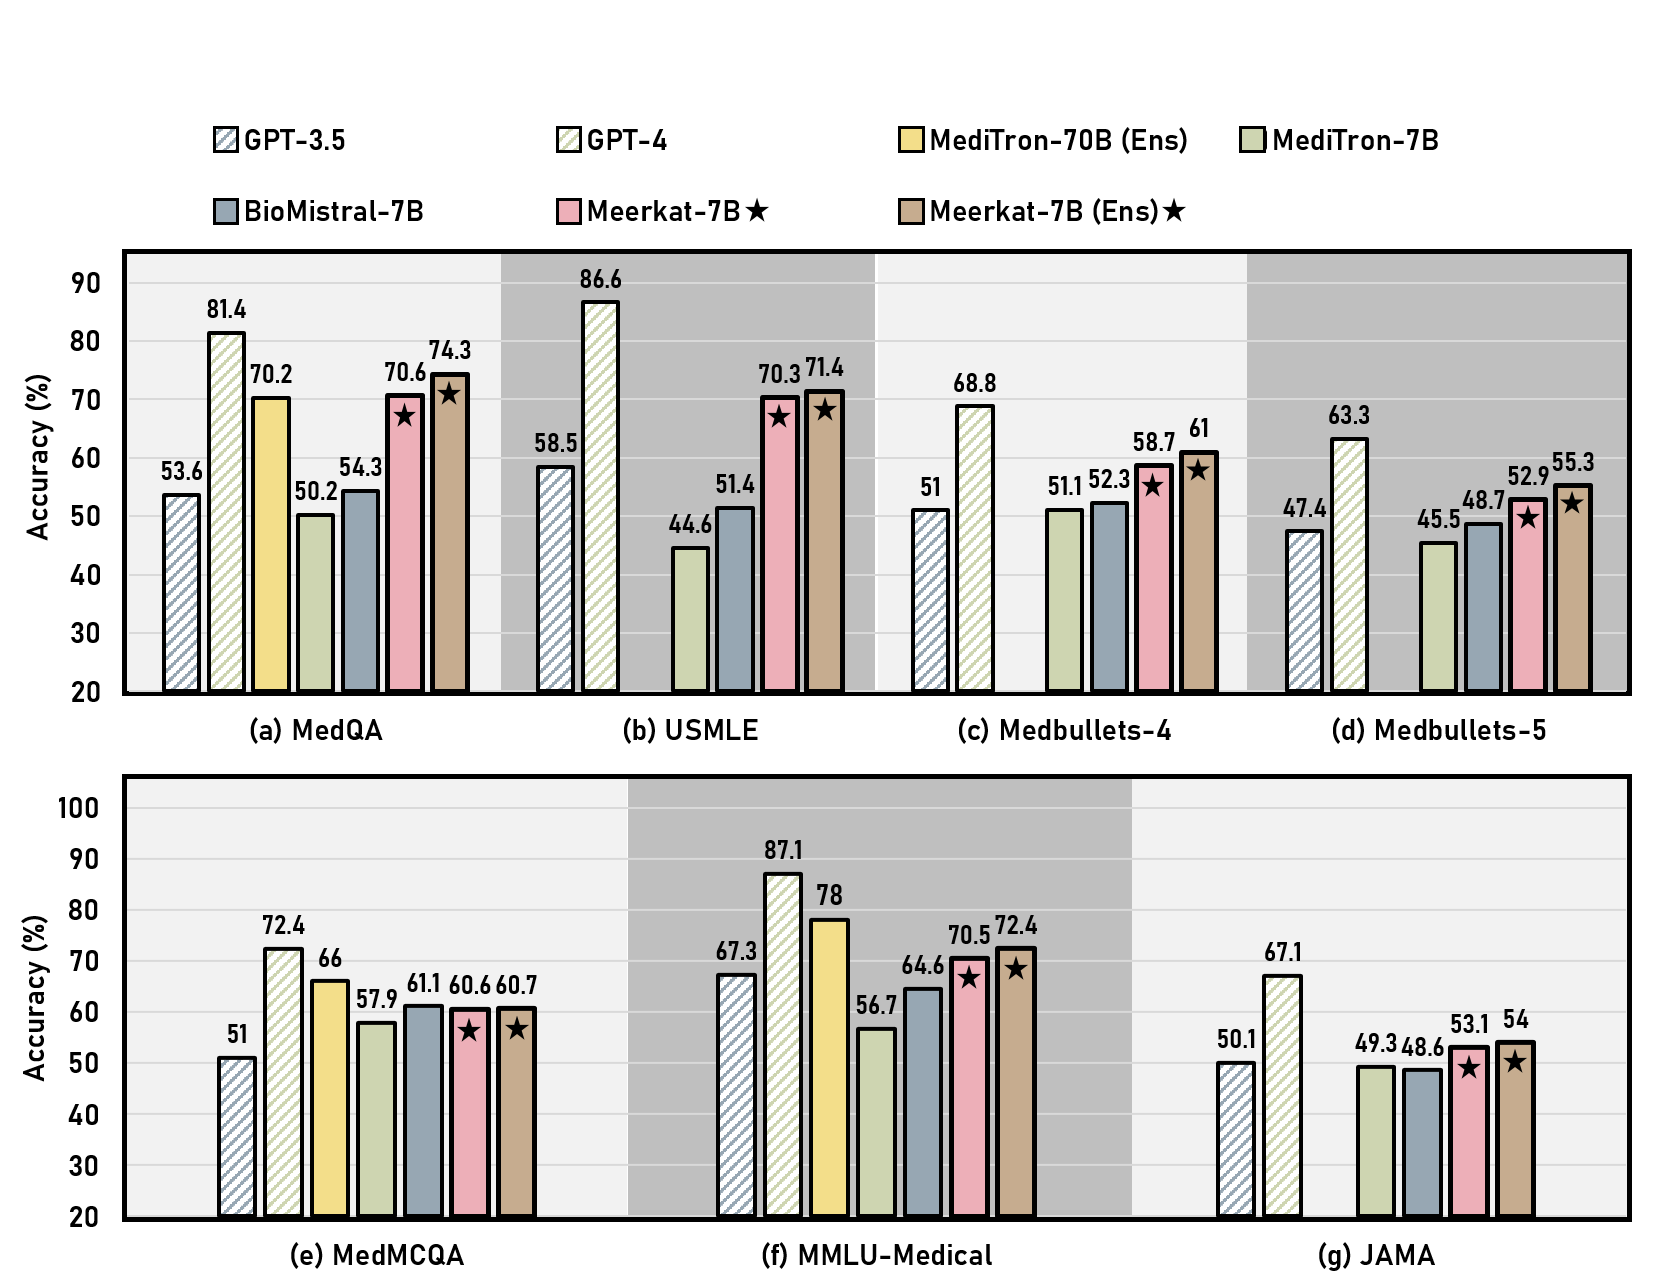 GPT-3.5 GPT-4 MediTron-70B (Ens) MediTron-7B
BioMistral-7B Meerkat-7B★ Meerkat-7B (Ens)★
Accuracy (%)
90
80
70
60
50
40
30
20
53.6 81.4 70.2 50.2 54.3 70.6 74.3
58.5 86.6 44.6 51.4 70.3 71.4
51 68.8 51.1 52.3 58.7 61
47.4 63.3 45.5 48.7 52.9 55.3
(a) MedQA (b) USMLE (c) Medbullets-4 (d) Medbullets-5
Accuracy (%)
100
90
80
70
60
50
40
30
20
51 72.4 66 57.9 61.1 60.6 60.7
67.3 87.1 78 56.7 64.6 70.5 72.4
50.1 67.1 49.3 48.6 53.1 54
(e) MedMCQA (f) MMLU-Medical (g) JAMA